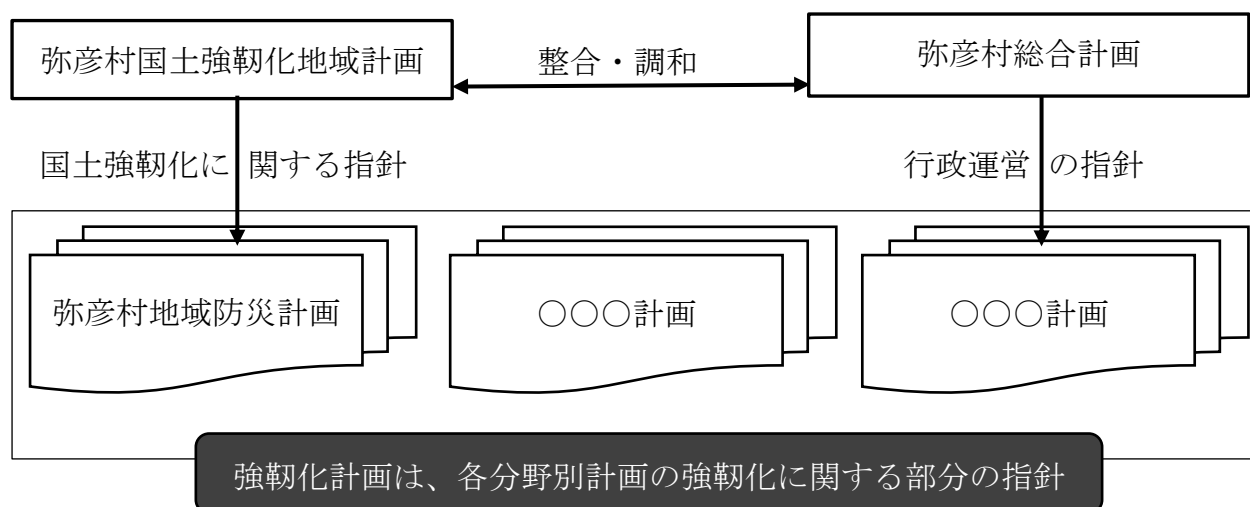 弥彦村国土強靭化地域計画
整合・調和
弥彦村総合計画
国土強靭化に関する指針
行政運営の指針
弥彦村地域防災計画
○○○計画
○○○計画
強靭化計画は、各分野別計画の強靭化に関する部分の指針